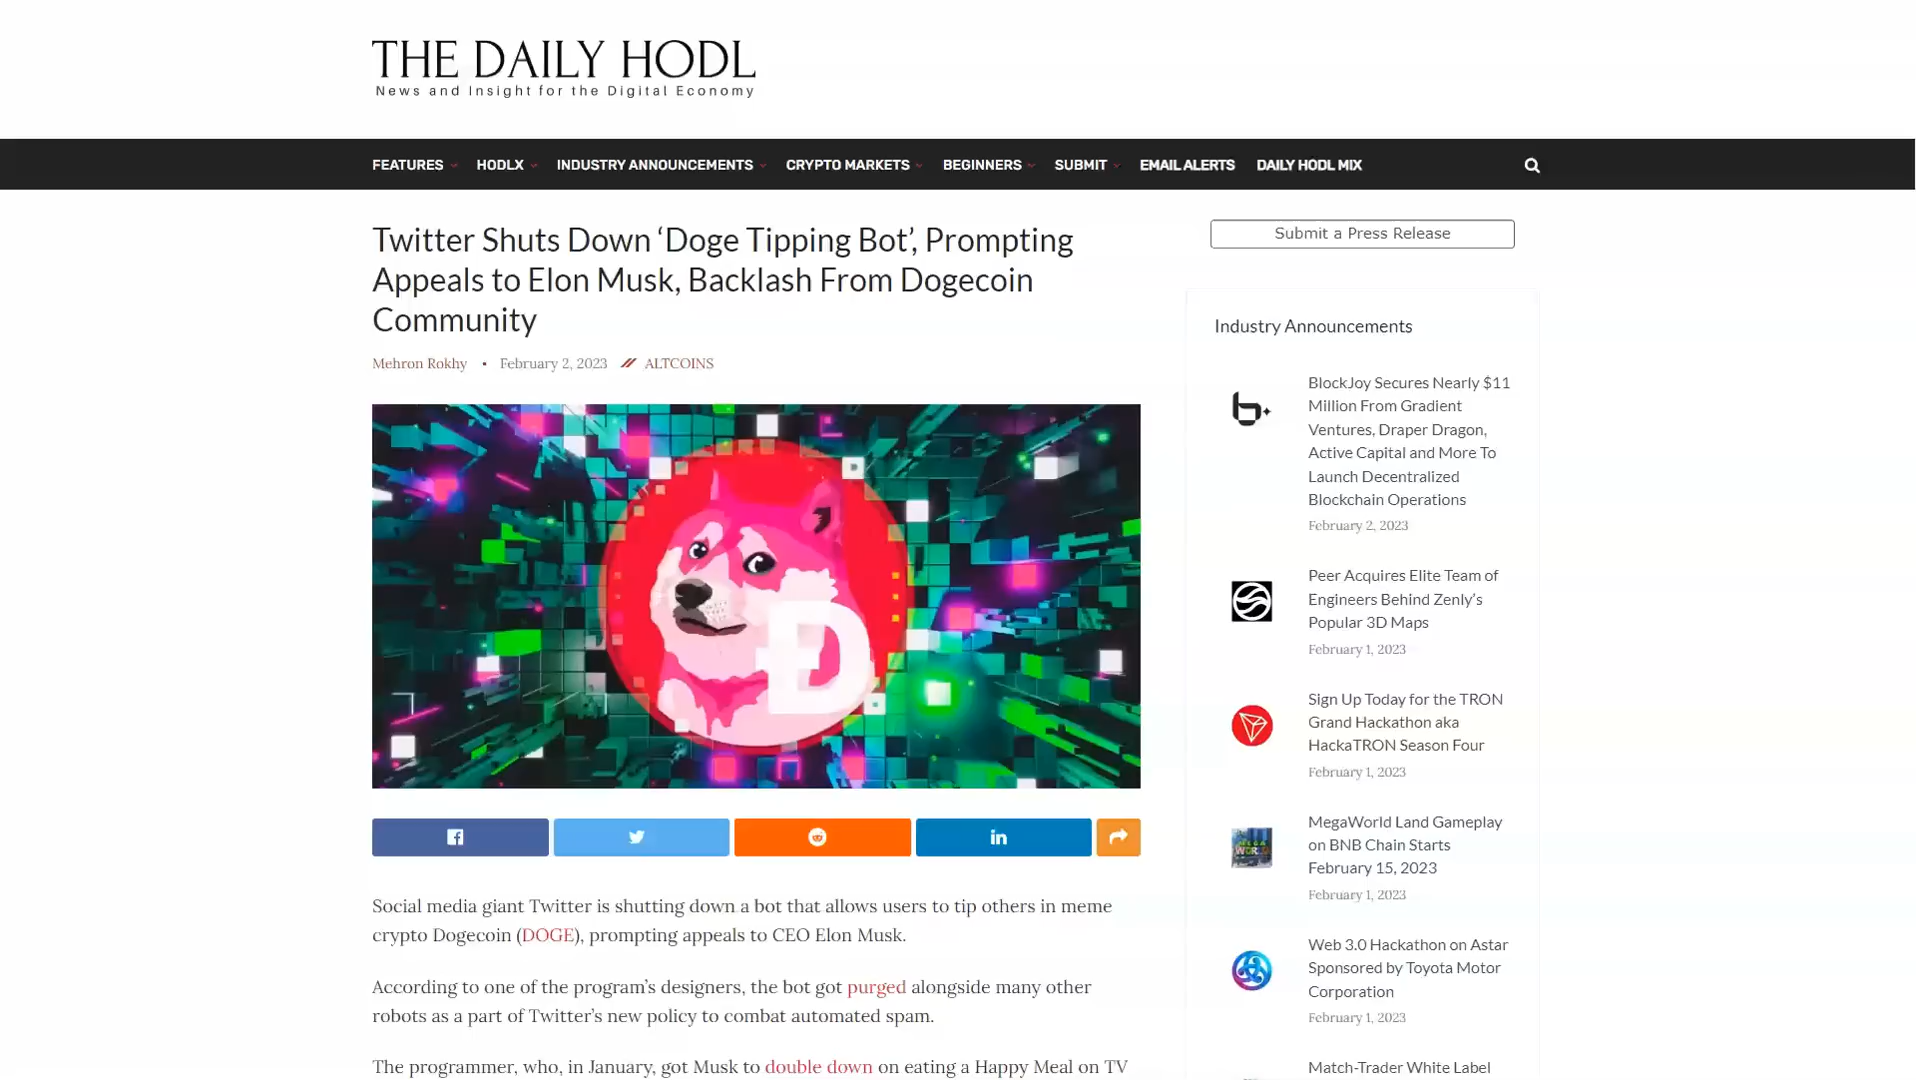 THE DAILY HODL
News and Insight for the Digital Economy
FEATURES HODLX INDUSTRY ANNOUNCEMENTS CRYPTO MARKETS BEGINNERS SUBMIT EMAIL ALERTS DAILY HODL MIX
Twitter Shuts Down ‘Doge Tipping Bot’, Prompting
Appeals to Elon Musk, Backlash From Dogecoin
Community
Mehron Rokhy • February 2, 2023 ALTCOINS
Social media giant Twitter is shutting down a bot that allows users to tip others in meme
crypto Dogecoin (DOGE), prompting appeals to CEO Elon Musk.
According to one of the program’s designers, the bot got purged alongside many other
robots as a part of Twitter’s new policy to combat automated spam.
The programmer, who, in January, got Musk to double down on eating a Happy Meal on TV
Submit a Press Release
Industry Announcements
BlockJoy Secures Nearly $11
Million From Gradient
Ventures, Draper Dragon,
Active Capital and More To
Launch Decentralized
Blockchain Operations
February 2, 2023
Peer Acquires Elite Team of
Engineers Behind Zenly’s
Popular 3D Maps
February 1, 2023
Sign Up Today for the TRON
Grand Hackathon aka
HackaTRON Season Four
February 1, 2023
MegaWorld Land Gameplay
on BNB Chain Starts
February 15, 2023
February 1, 2023
Web 3.0 Hackathon on Astar
Sponsored by Toyota Motor
Corporation
February 1, 2023
Match-Trader White Label